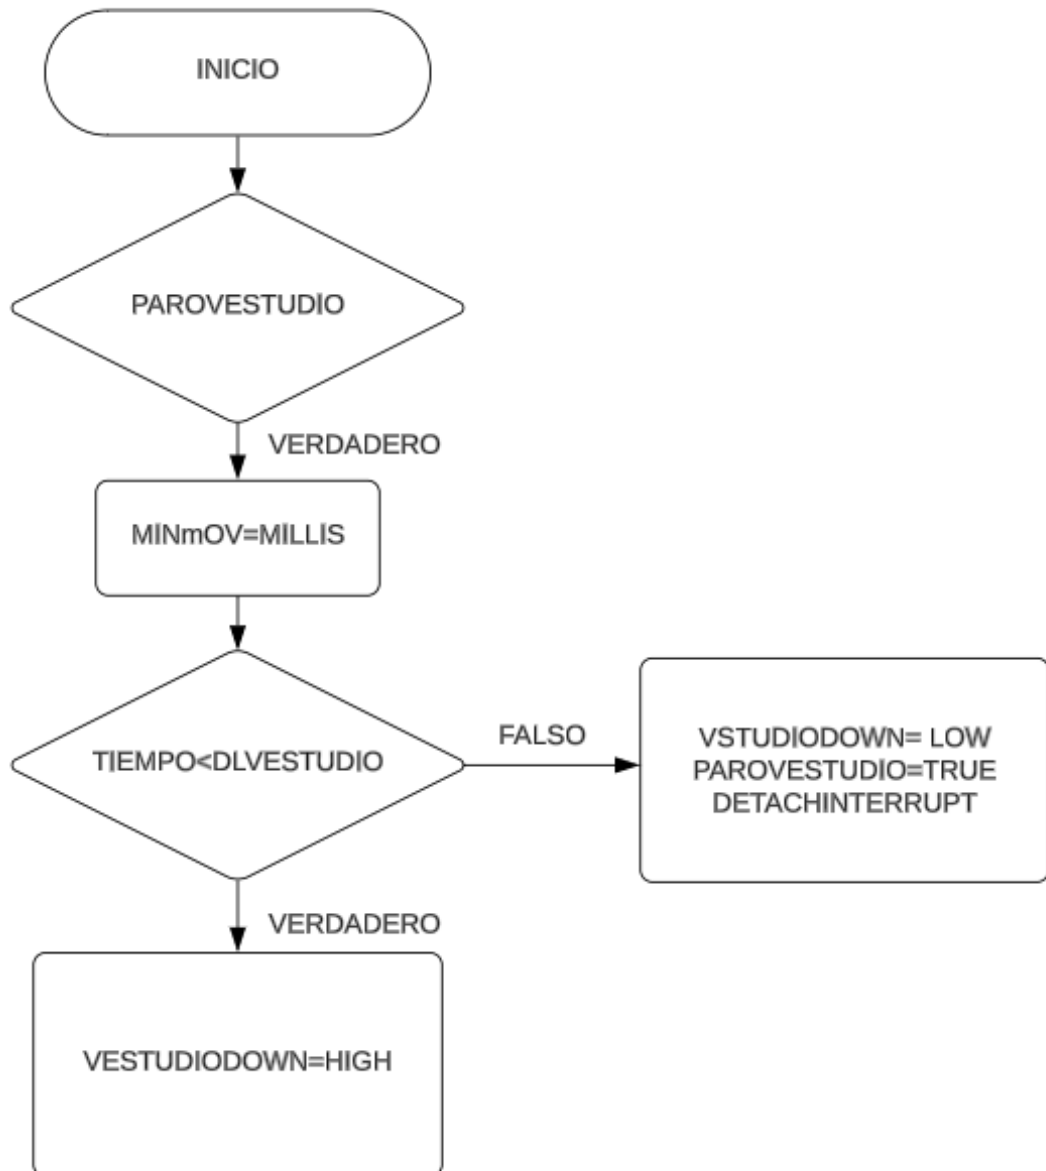 INICIO
PAROVESTUDIO
VERDADERO
MINmOV=MILLIS
TIEMPO<DLVESTUDIO
FALSO
VSTUDIODOWN= LOW
PAROVESTUDIO=TRUE
DETACHINTERRUPT
VERDADERO
VESTUDIODOWN=HIGH